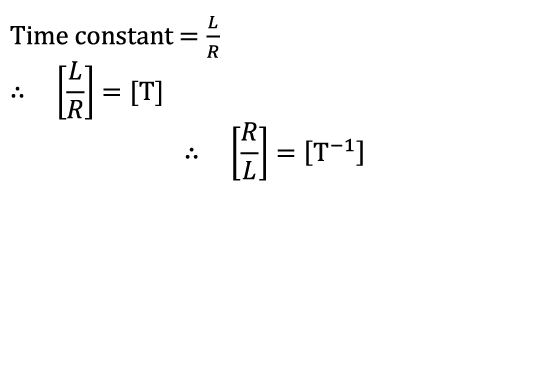 Time constant = L/R
∴ [L/R] = [T]
∴ [R/L] = [T⁻¹]